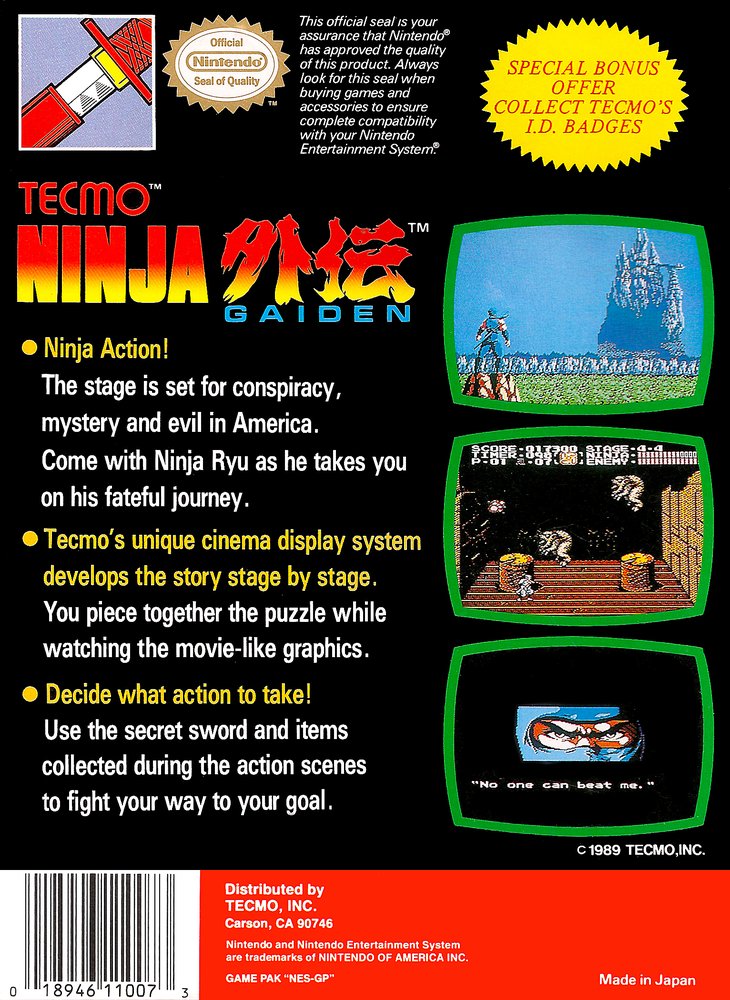 Official
Nintendo®
Seal of Quality
TM
This official seal is your
assurance that Nintendo®
has approved the quality
of this product. Always
look for this seal when
buying games and
accessories to ensure
complete compatibility
with your Nintendo
Entertainment System.®
SPECIAL BONUS
OFFER
COLLECT TECMO'S
I.D. BADGES
TECMO™
NINJA 外伝™
GAIDEN
● Ninja Action!
The stage is set for conspiracy,
mystery and evil in America.
Come with Ninja Ryu as he takes you
on his fateful journey.
● Tecmo's unique cinema display system
develops the story stage by stage.
You piece together the puzzle while
watching the movie-like graphics.
● Decide what action to take!
Use the secret sword and items
collected during the action scenes
to fight your way to your goal.
SCORE-017300 STAGE-4-4
TIMER- NINJA-
P-01 -07 ENEMY-
"No one can beat me."
© 1989 TECMO,INC.
0 18946 11007 3
Distributed by
TECMO, INC.
Carson, CA 90746
Nintendo and Nintendo Entertainment System
are trademarks of NINTENDO OF AMERICA INC.
GAME PAK "NES-GP"
Made in Japan